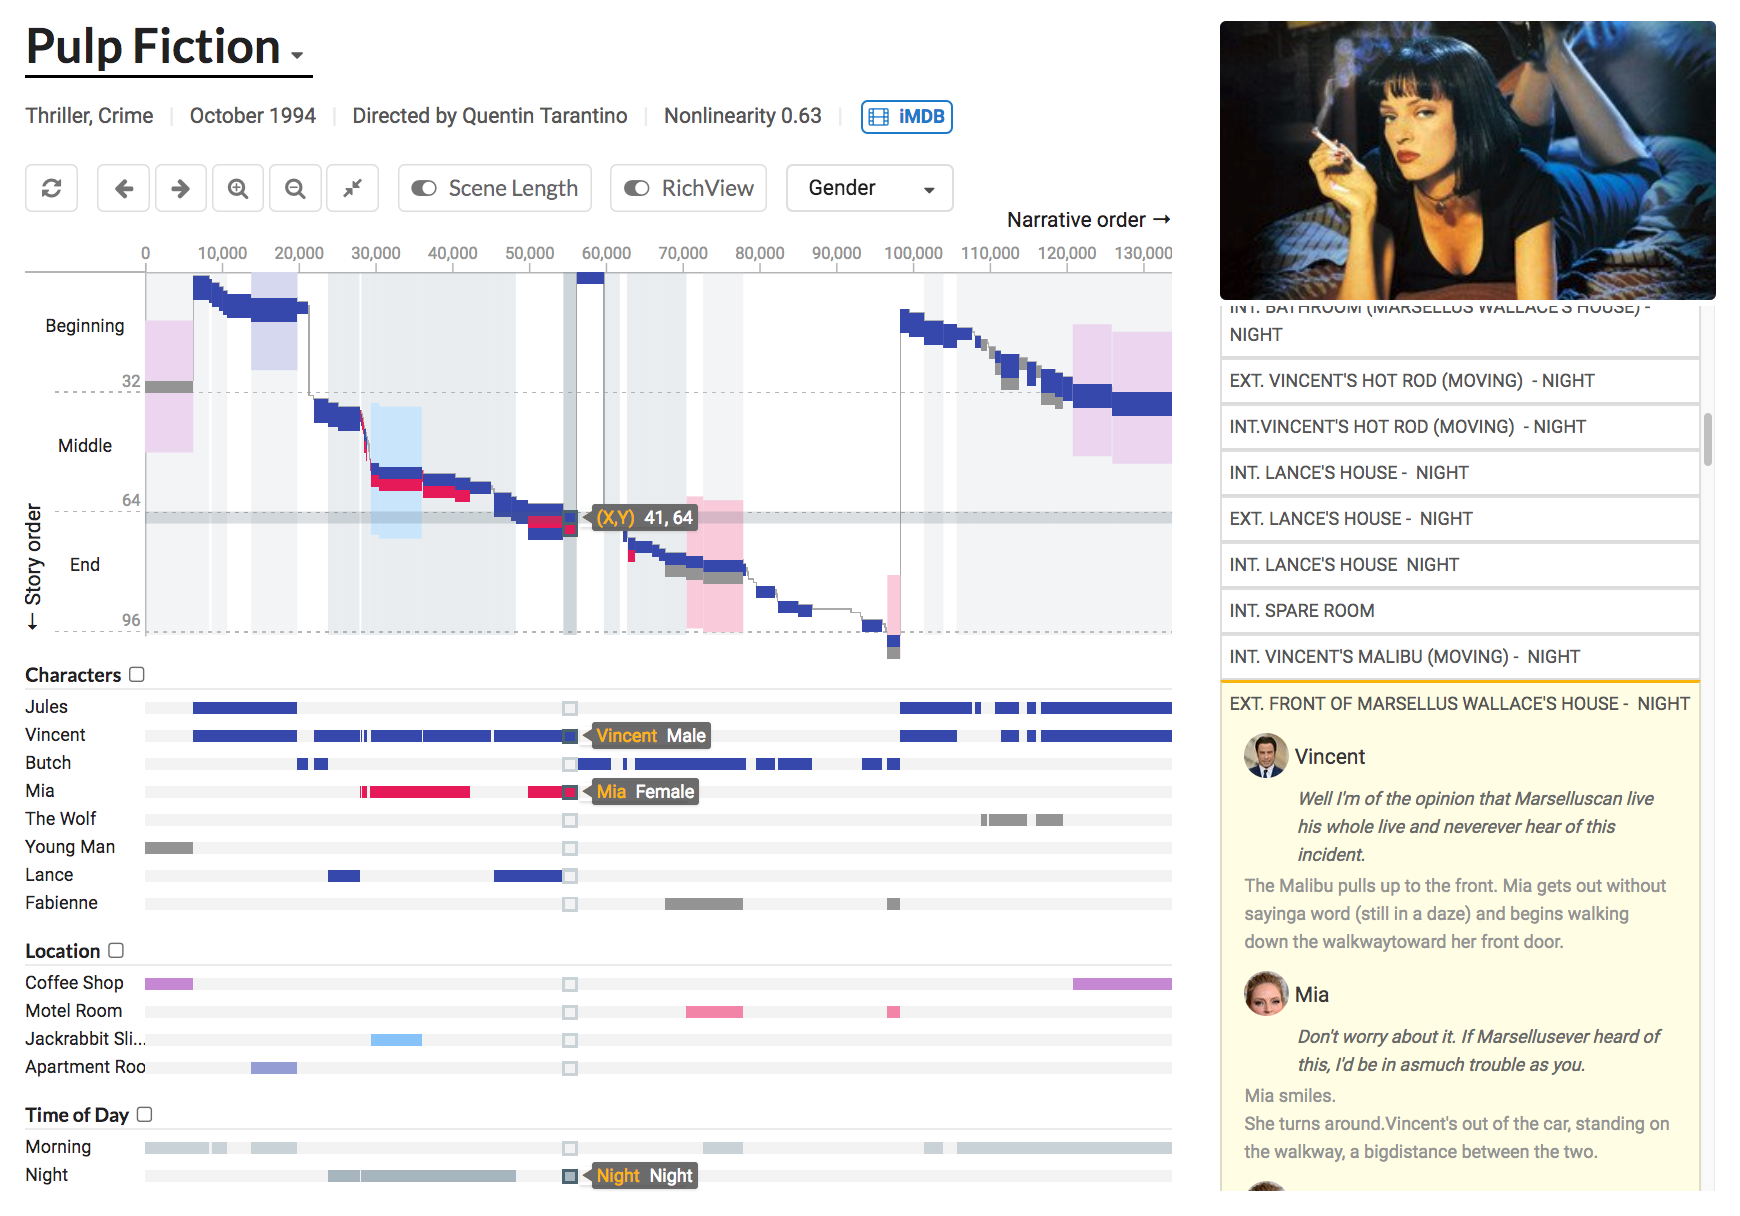 Pulp Fiction
Thriller, Crime | October 1994 | Directed by Quentin Tarantino | Nonlinearity 0.63 | iMDB
Scene Length RichView Gender
Narrative order →
0 10,000 20,000 30,000 40,000 50,000 60,000 70,000 80,000 90,000 100,000 110,000 120,000 130,000
Beginning
32
Middle
64
(X,Y) 41, 64
End
96
← Story order
Characters
Jules
Vincent
Vincent Male
Butch
Mia
Mia Female
The Wolf
Young Man
Lance
Fabienne
Location
Coffee Shop
Motel Room
Jackrabbit Sli...
Apartment Roo
Time of Day
Morning
Night
Night Night
INT. BATHROOM (MARSELLUS WALLACE'S HOUSE) -
NIGHT
EXT. VINCENT'S HOT ROD (MOVING) - NIGHT
INT.VINCENT'S HOT ROD (MOVING) - NIGHT
INT. LANCE'S HOUSE - NIGHT
EXT. LANCE'S HOUSE - NIGHT
INT. LANCE'S HOUSE NIGHT
INT. SPARE ROOM
INT. VINCENT'S MALIBU (MOVING) - NIGHT
EXT. FRONT OF MARSELLUS WALLACE'S HOUSE - NIGHT
Vincent
Well I'm of the opinion that Marselluscan live
his whole live and neverever hear of this
incident.
The Malibu pulls up to the front. Mia gets out without
sayinga word (still in a daze) and begins walking
down the walkwaytoward her front door.
Mia
Don't worry about it. If Marsellusever heard of
this, I'd be in asmuch trouble as you.
Mia smiles.
She turns around.Vincent's out of the car, standing on
the walkway, a bigdistance between the two.